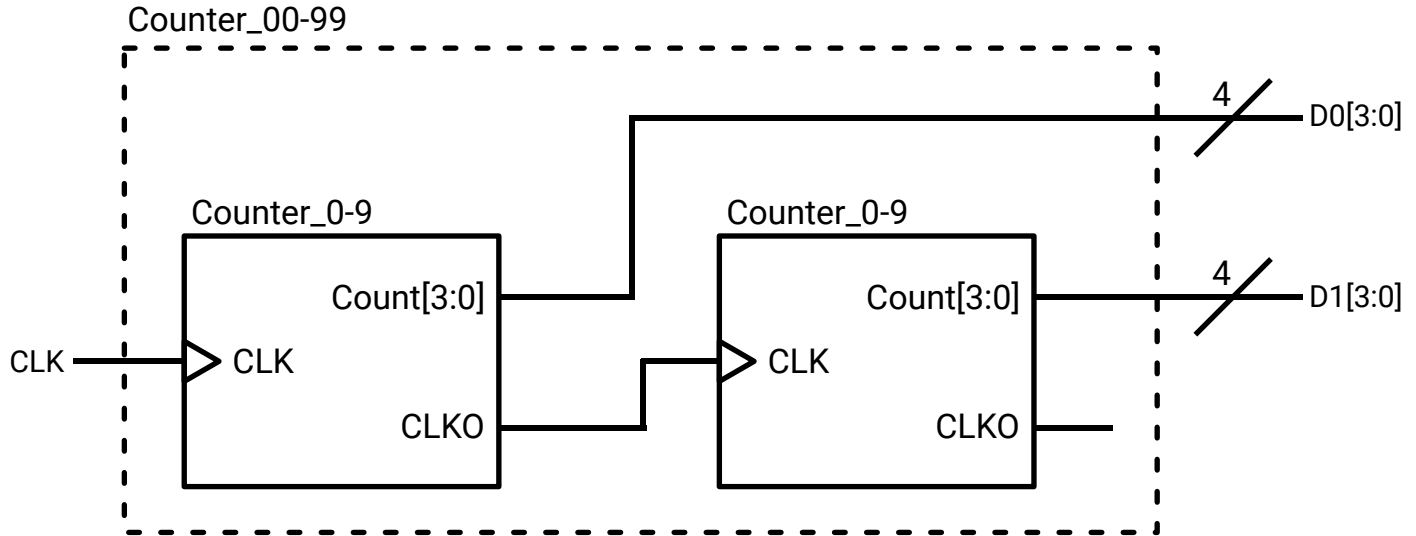 Counter_00-99
4
D0[3:0]
Counter_0-9
Counter_0-9
Count[3:0]
Count[3:0]
4
D1[3:0]
CLK
CLK
CLK
CLKO
CLKO